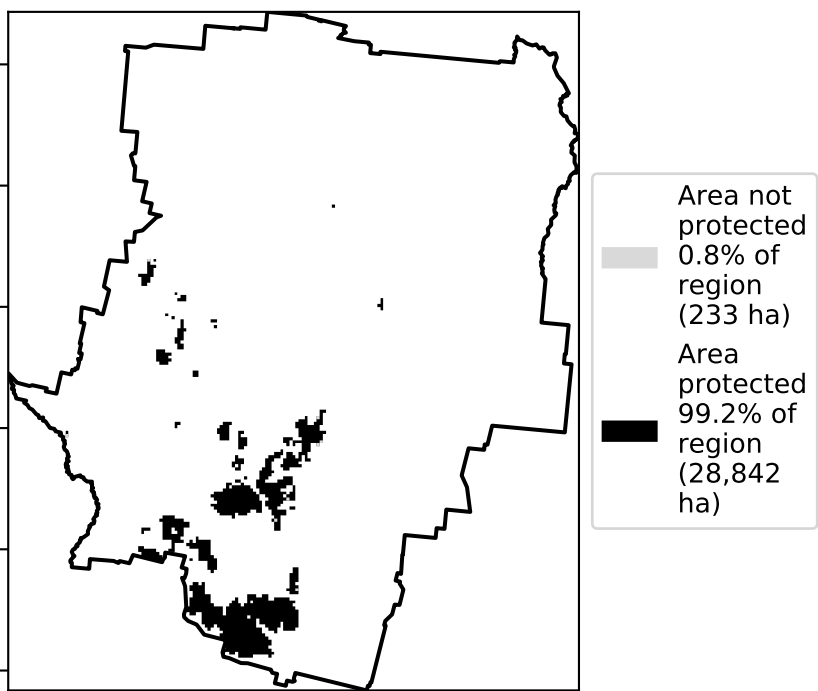 Area not
protected
0.8% of
region
(233 ha)
Area
protected
99.2% of
region
(28,842
ha)